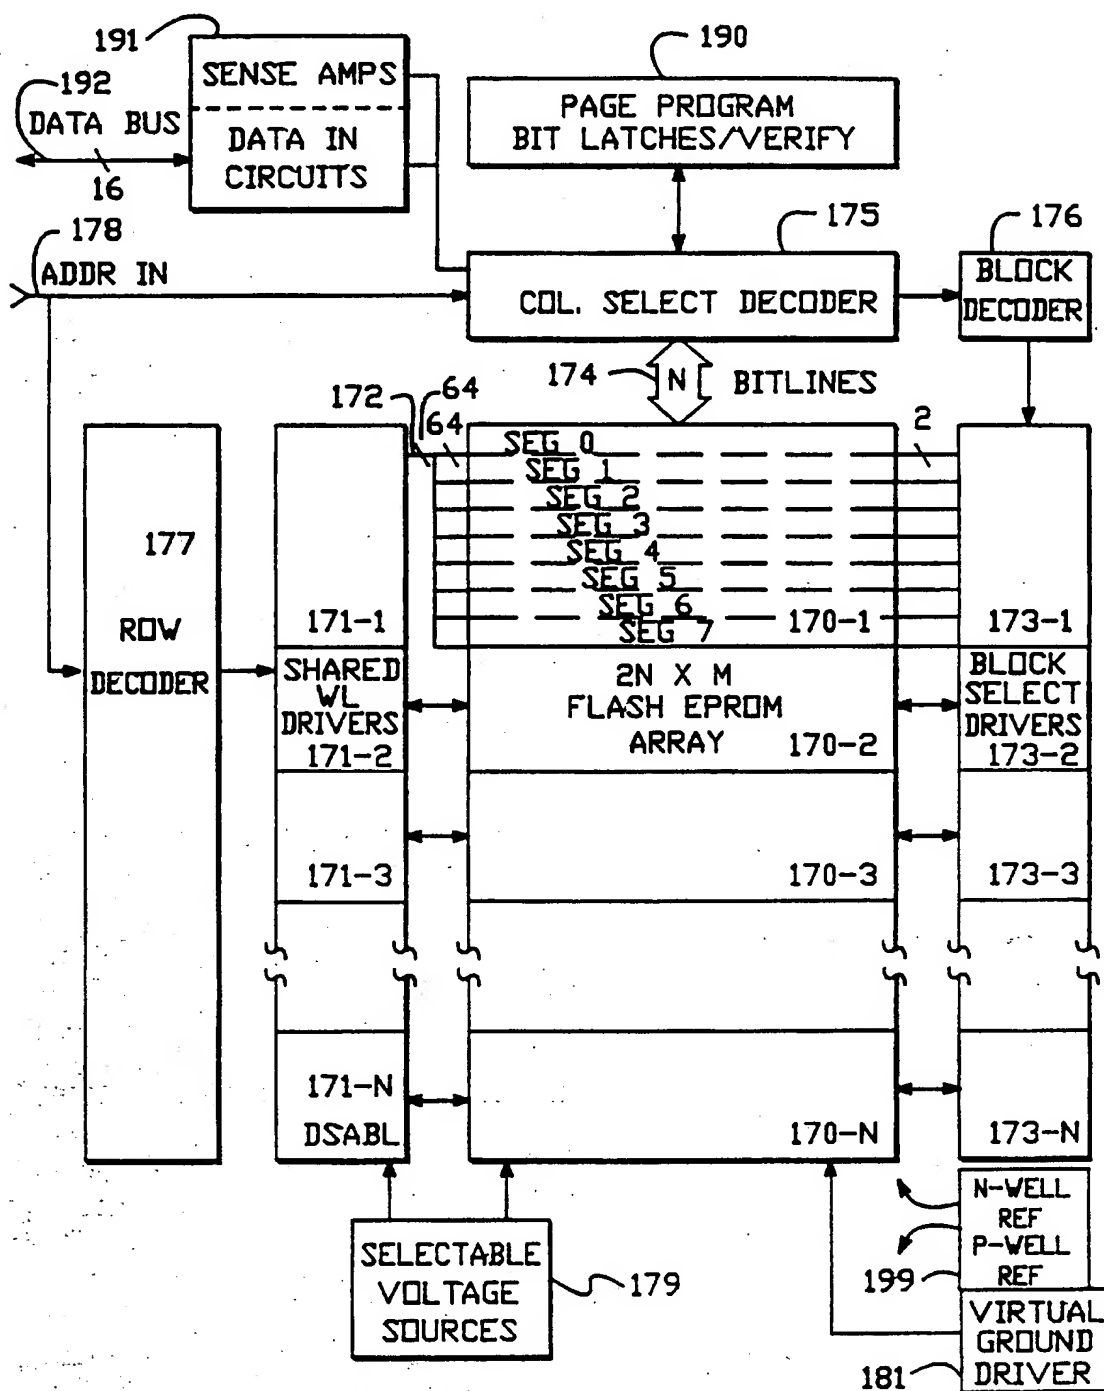 191
190
192
SENSE AMPS
PAGE PROGRAM
BIT LATCHES/VERIFY
DATA BUS
DATA IN
CIRCUITS
16
178
175
176
ADDR IN
COL. SELECT DECODER
BLOCK
DECODER
174
N
BITLINES
172
64
64
2
SEG 0
SEG 1
SEG 2
SEG 3
SEG 4
SEG 5
SEG 6
SEG 7
177
ROW
DECODER
171-1
170-1
173-1
SHARED
WL
DRIVERS
171-2
2N X M
FLASH EPROM
ARRAY
170-2
BLOCK
SELECT
DRIVERS
173-2
171-3
170-3
173-3
171-N
DSABL
170-N
173-N
SELECTABLE
VOLTAGE
SOURCES
179
N-WELL
REF
P-WELL
REF
199
VIRTUAL
GROUND
DRIVER
181